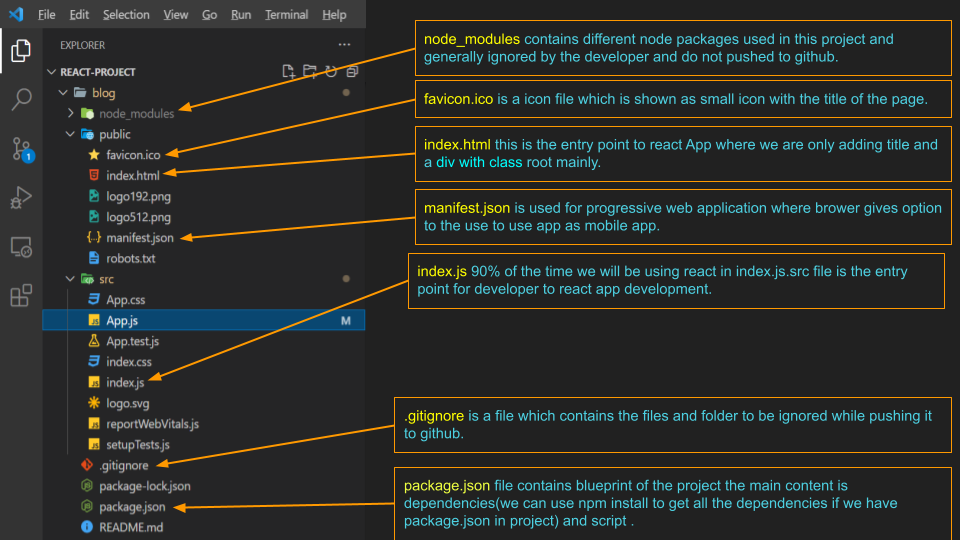 File Edit Selection View Go Run Terminal Help
EXPLORER
REACT-PROJECT
blog
node_modules
public
favicon.ico
index.html
logo192.png
logo512.png
manifest.json
robots.txt
src
App.css
App.js M
App.test.js
index.css
index.js
logo.svg
reportWebVitals.js
setupTests.js
.gitignore
package-lock.json
package.json
README.md
1
node_modules contains different node packages used in this project and
generally ignored by the developer and do not pushed to github.
favicon.ico is a icon file which is shown as small icon with the title of the page.
index.html this is the entry point to react App where we are only adding title and
a div with class root mainly.
manifest.json is used for progressive web application where brower gives option
to the use to use app as mobile app.
index.js 90% of the time we will be using react in index.js.src file is the entry
point for developer to react app development.
.gitignore is a file which contains the files and folder to be ignored while pushing it
to github.
package.json file contains blueprint of the project the main content is
dependencies(we can use npm install to get all the dependencies if we have
package.json in project) and script .